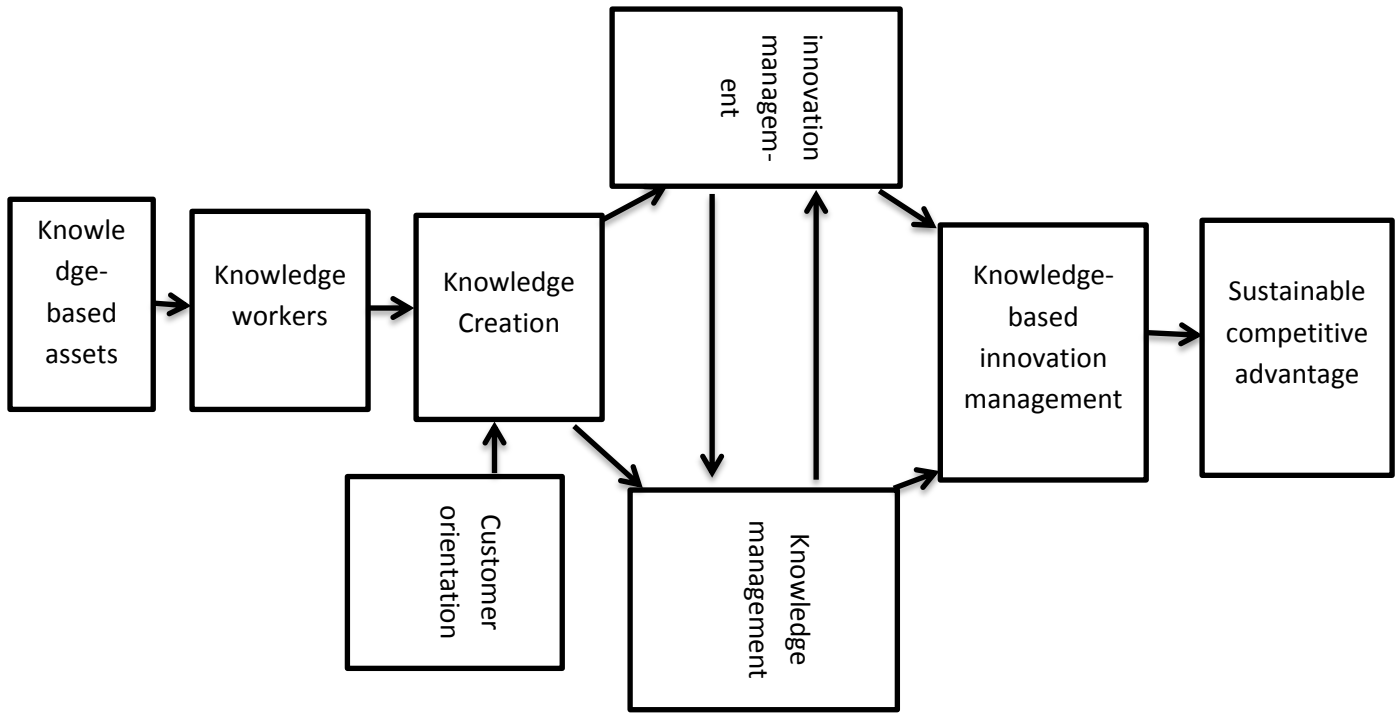 Knowle
dge-
based
assets
Knowledge
workers
Knowledge
Creation
Customer
orientation
innovation
managem-
ent
Knowledge
management
Knowledge-
based
innovation
management
Sustainable
competitive
advantage